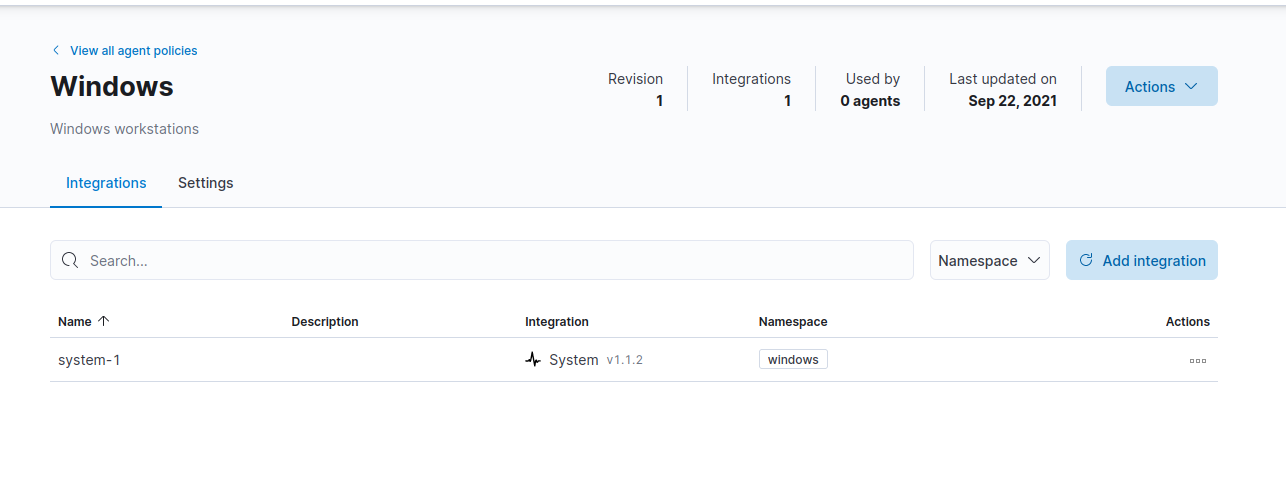 View all agent policies
Windows
Windows workstations
Revision Integrations Used by Last updated on
1 1 0 agents Sep 22, 2021
Actions
Integrations Settings
Search... Namespace Add integration
Name Description Integration Namespace Actions
system-1 System v1.1.2 windows